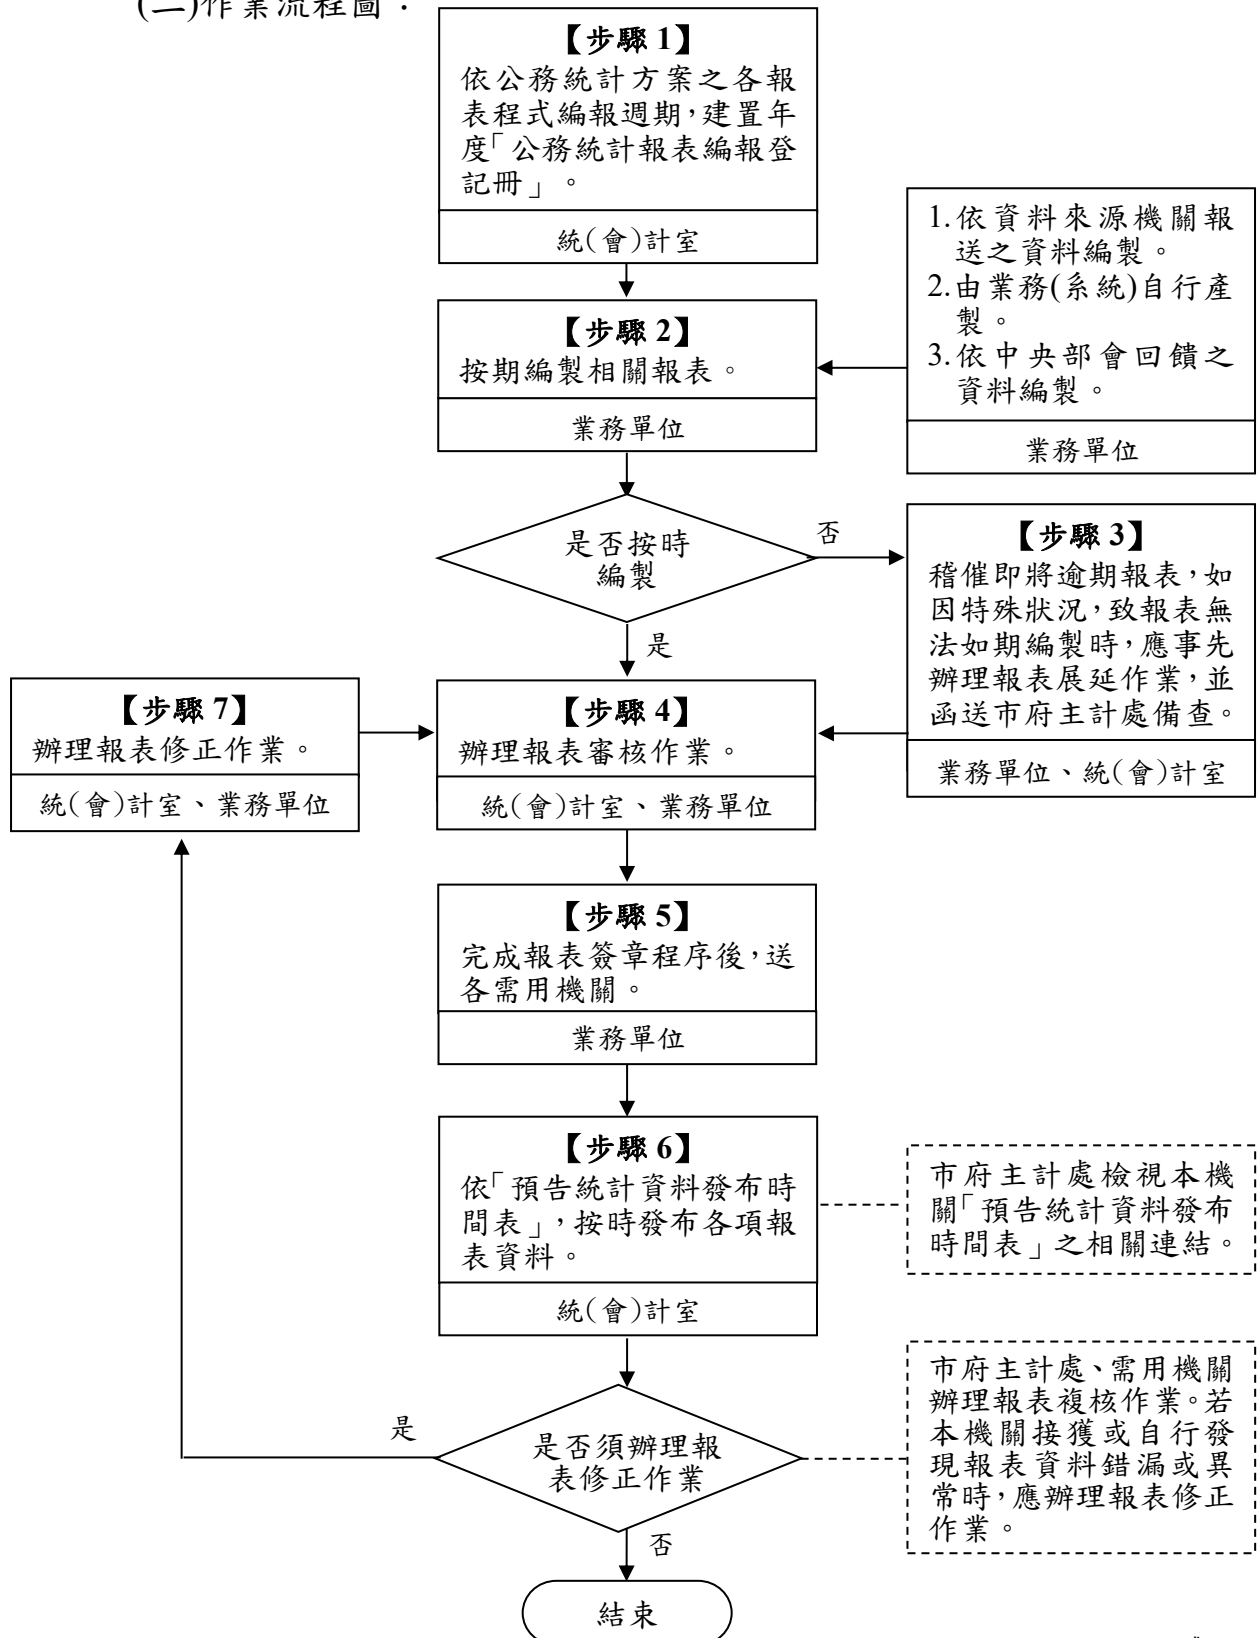 (二)作業流程圖：
【步驟 1】
依公務統計方案之各報
表程式編報週期，建置年
度「公務統計報表編報登
記冊」。
統(會)計室
1.依資料來源機關報
送之資料編製。
2.由業務(系統)自行產
製。
3.依中央部會回饋之
資料編製。
業務單位
【步驟 2】
按期編製相關報表。
業務單位
是否按時
編製
否
是
【步驟 3】
稽催即將逾期報表，如
因特殊狀況，致報表無
法如期編製時，應事先
辦理報表展延作業，並
函送市府主計處備查。
業務單位、統(會)計室
【步驟 7】
辦理報表修正作業。
統(會)計室、業務單位
【步驟 4】
辦理報表審核作業。
統(會)計室、業務單位
【步驟 5】
完成報表簽章程序後，送
各需用機關。
業務單位
【步驟 6】
依「預告統計資料發布時
間表」，按時發布各項報
表資料。
統(會)計室
市府主計處檢視本機
關「預告統計資料發布
時間表」之相關連結。
是
是否須辦理報
表修正作業
市府主計處、需用機關
辦理報表複核作業。若
本機關接獲或自行發
現報表資料錯漏或異
常時，應辦理報表修正
作業。
否
結束